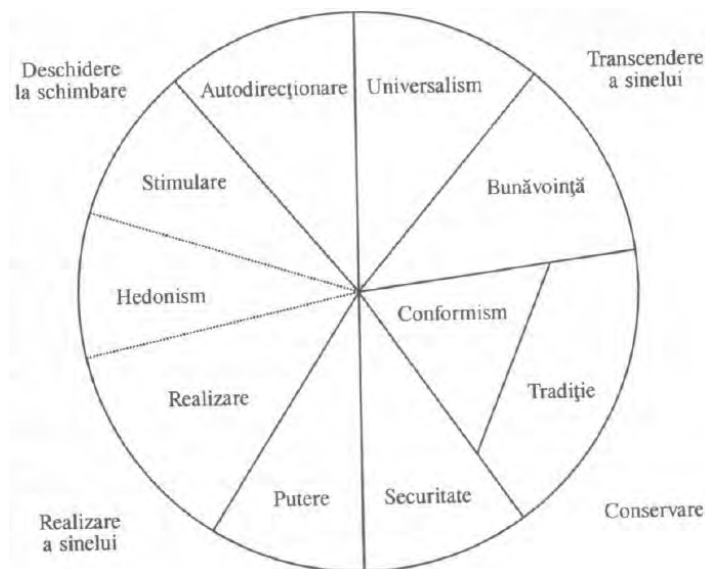 Deschidere
la schimbare
Autodirecționare
Universalism
Transcendere
a sinelui
Stimulare
Bunăvoință
Hedonism
Conformism
Realizare
Tradiție
Putere
Securitate
Realizare
a sinelui
Conservare